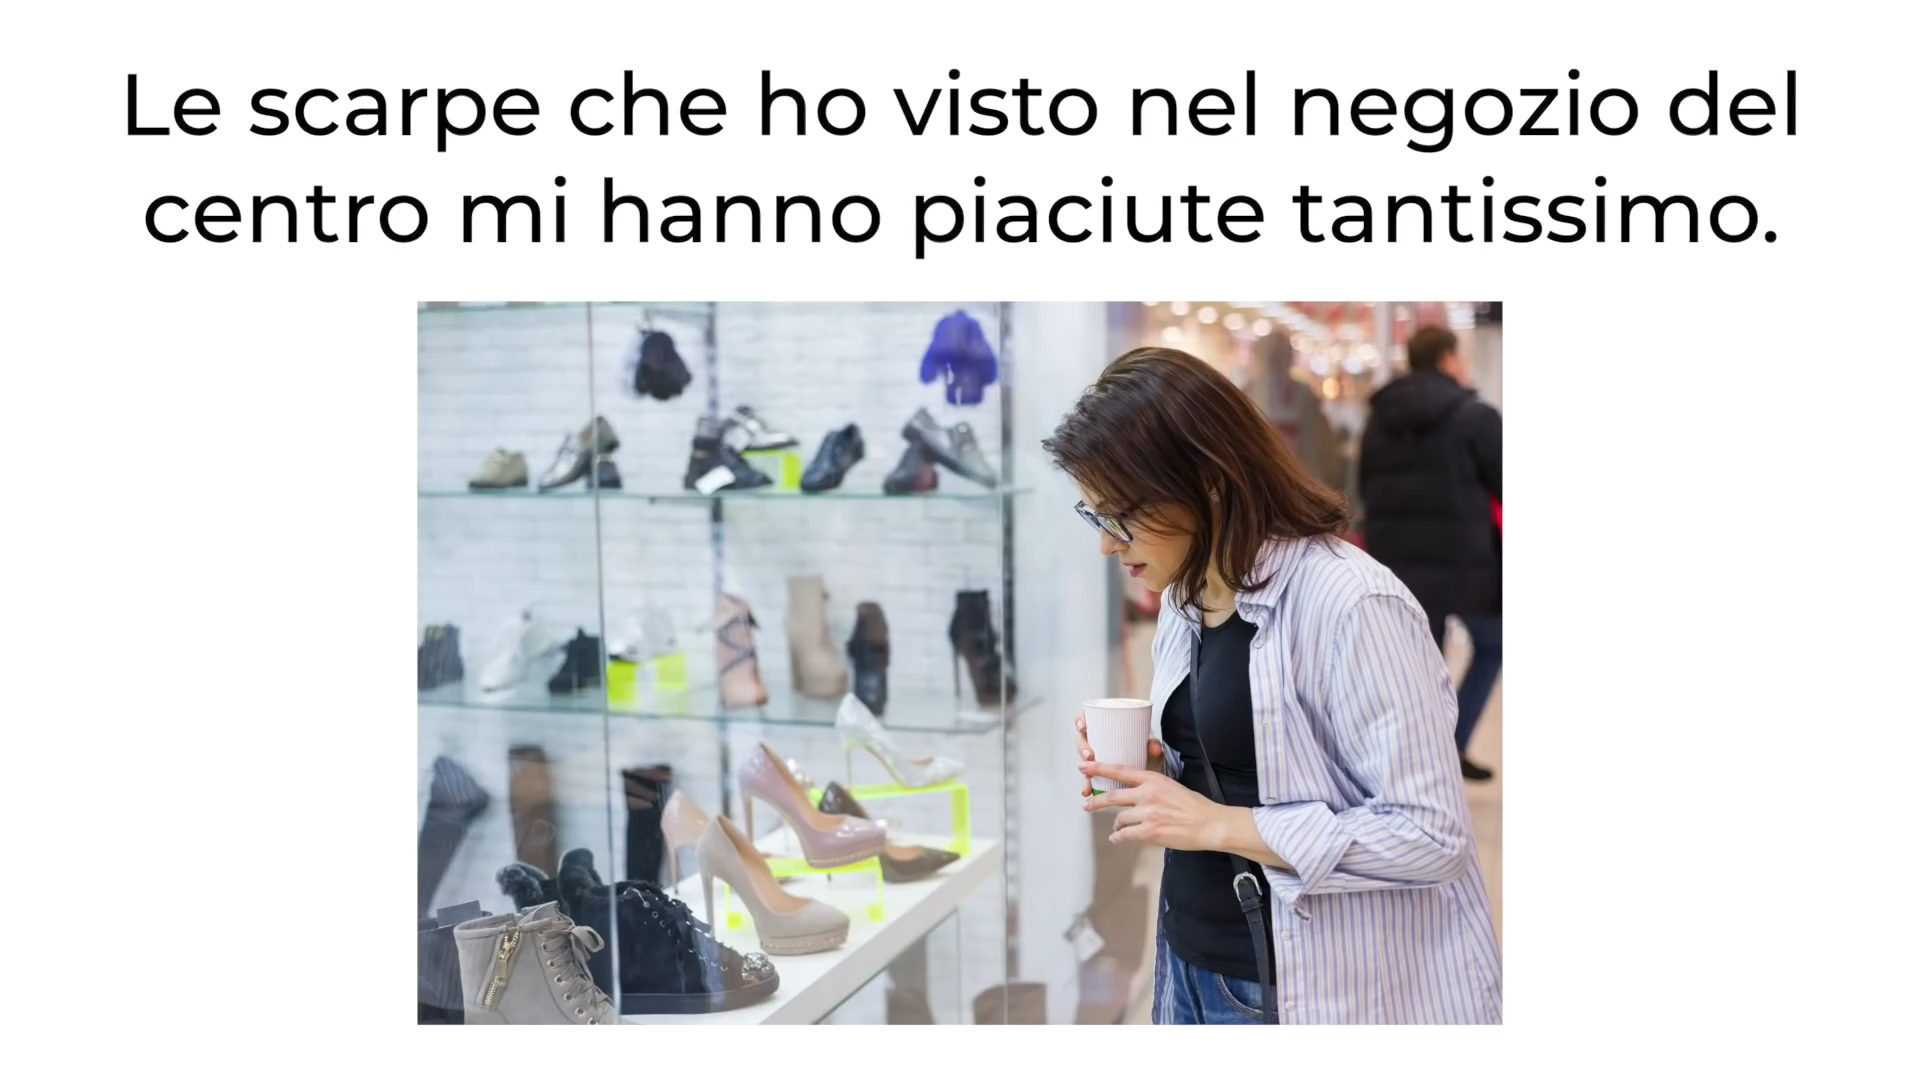 Le scarpe che ho visto nel negozio del
centro mi hanno piaciute tantissimo.